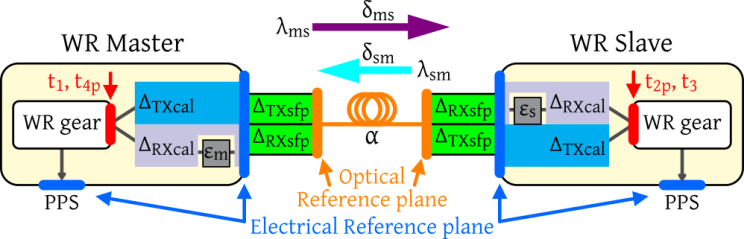 δms
λms
δsm
λsm
WR Master
WR Slave
t1, t4p
ΔTXcal
WR gear
ΔRXcal
εm
PPS
ΔTXsfp
ΔRXsfp
α
ΔRXsfp
ΔTXsfp
εs
ΔRXcal
ΔTXcal
t2p, t3
WR gear
PPS
Optical
Reference plane
Electrical Reference plane